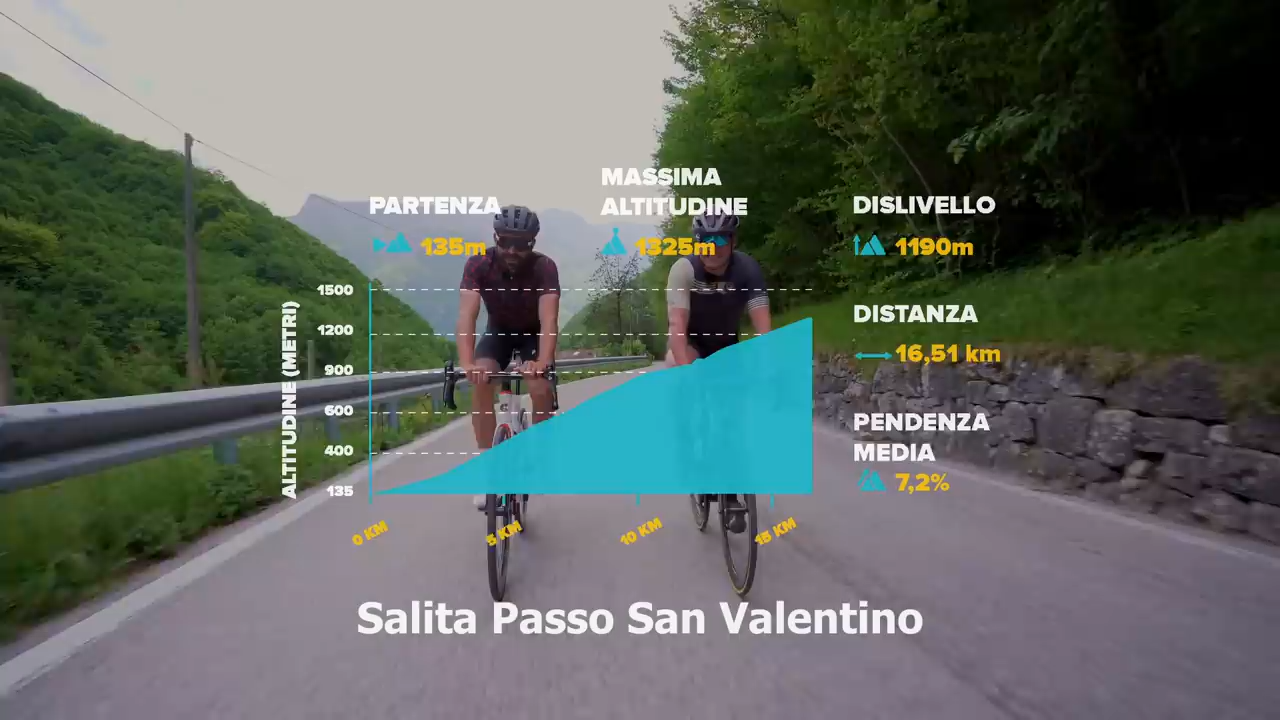 PARTENZA
135m
MASSIMA
ALTITUDINE
1325m
DISLIVELLO
1190m
DISTANZA
16,51 km
PENDENZA
MEDIA
7,2%
ALTITUDINE (METRI)
1500
1200
900
600
400
135
0 KM
5 KM
10 KM
15 KM
Salita Passo San Valentino